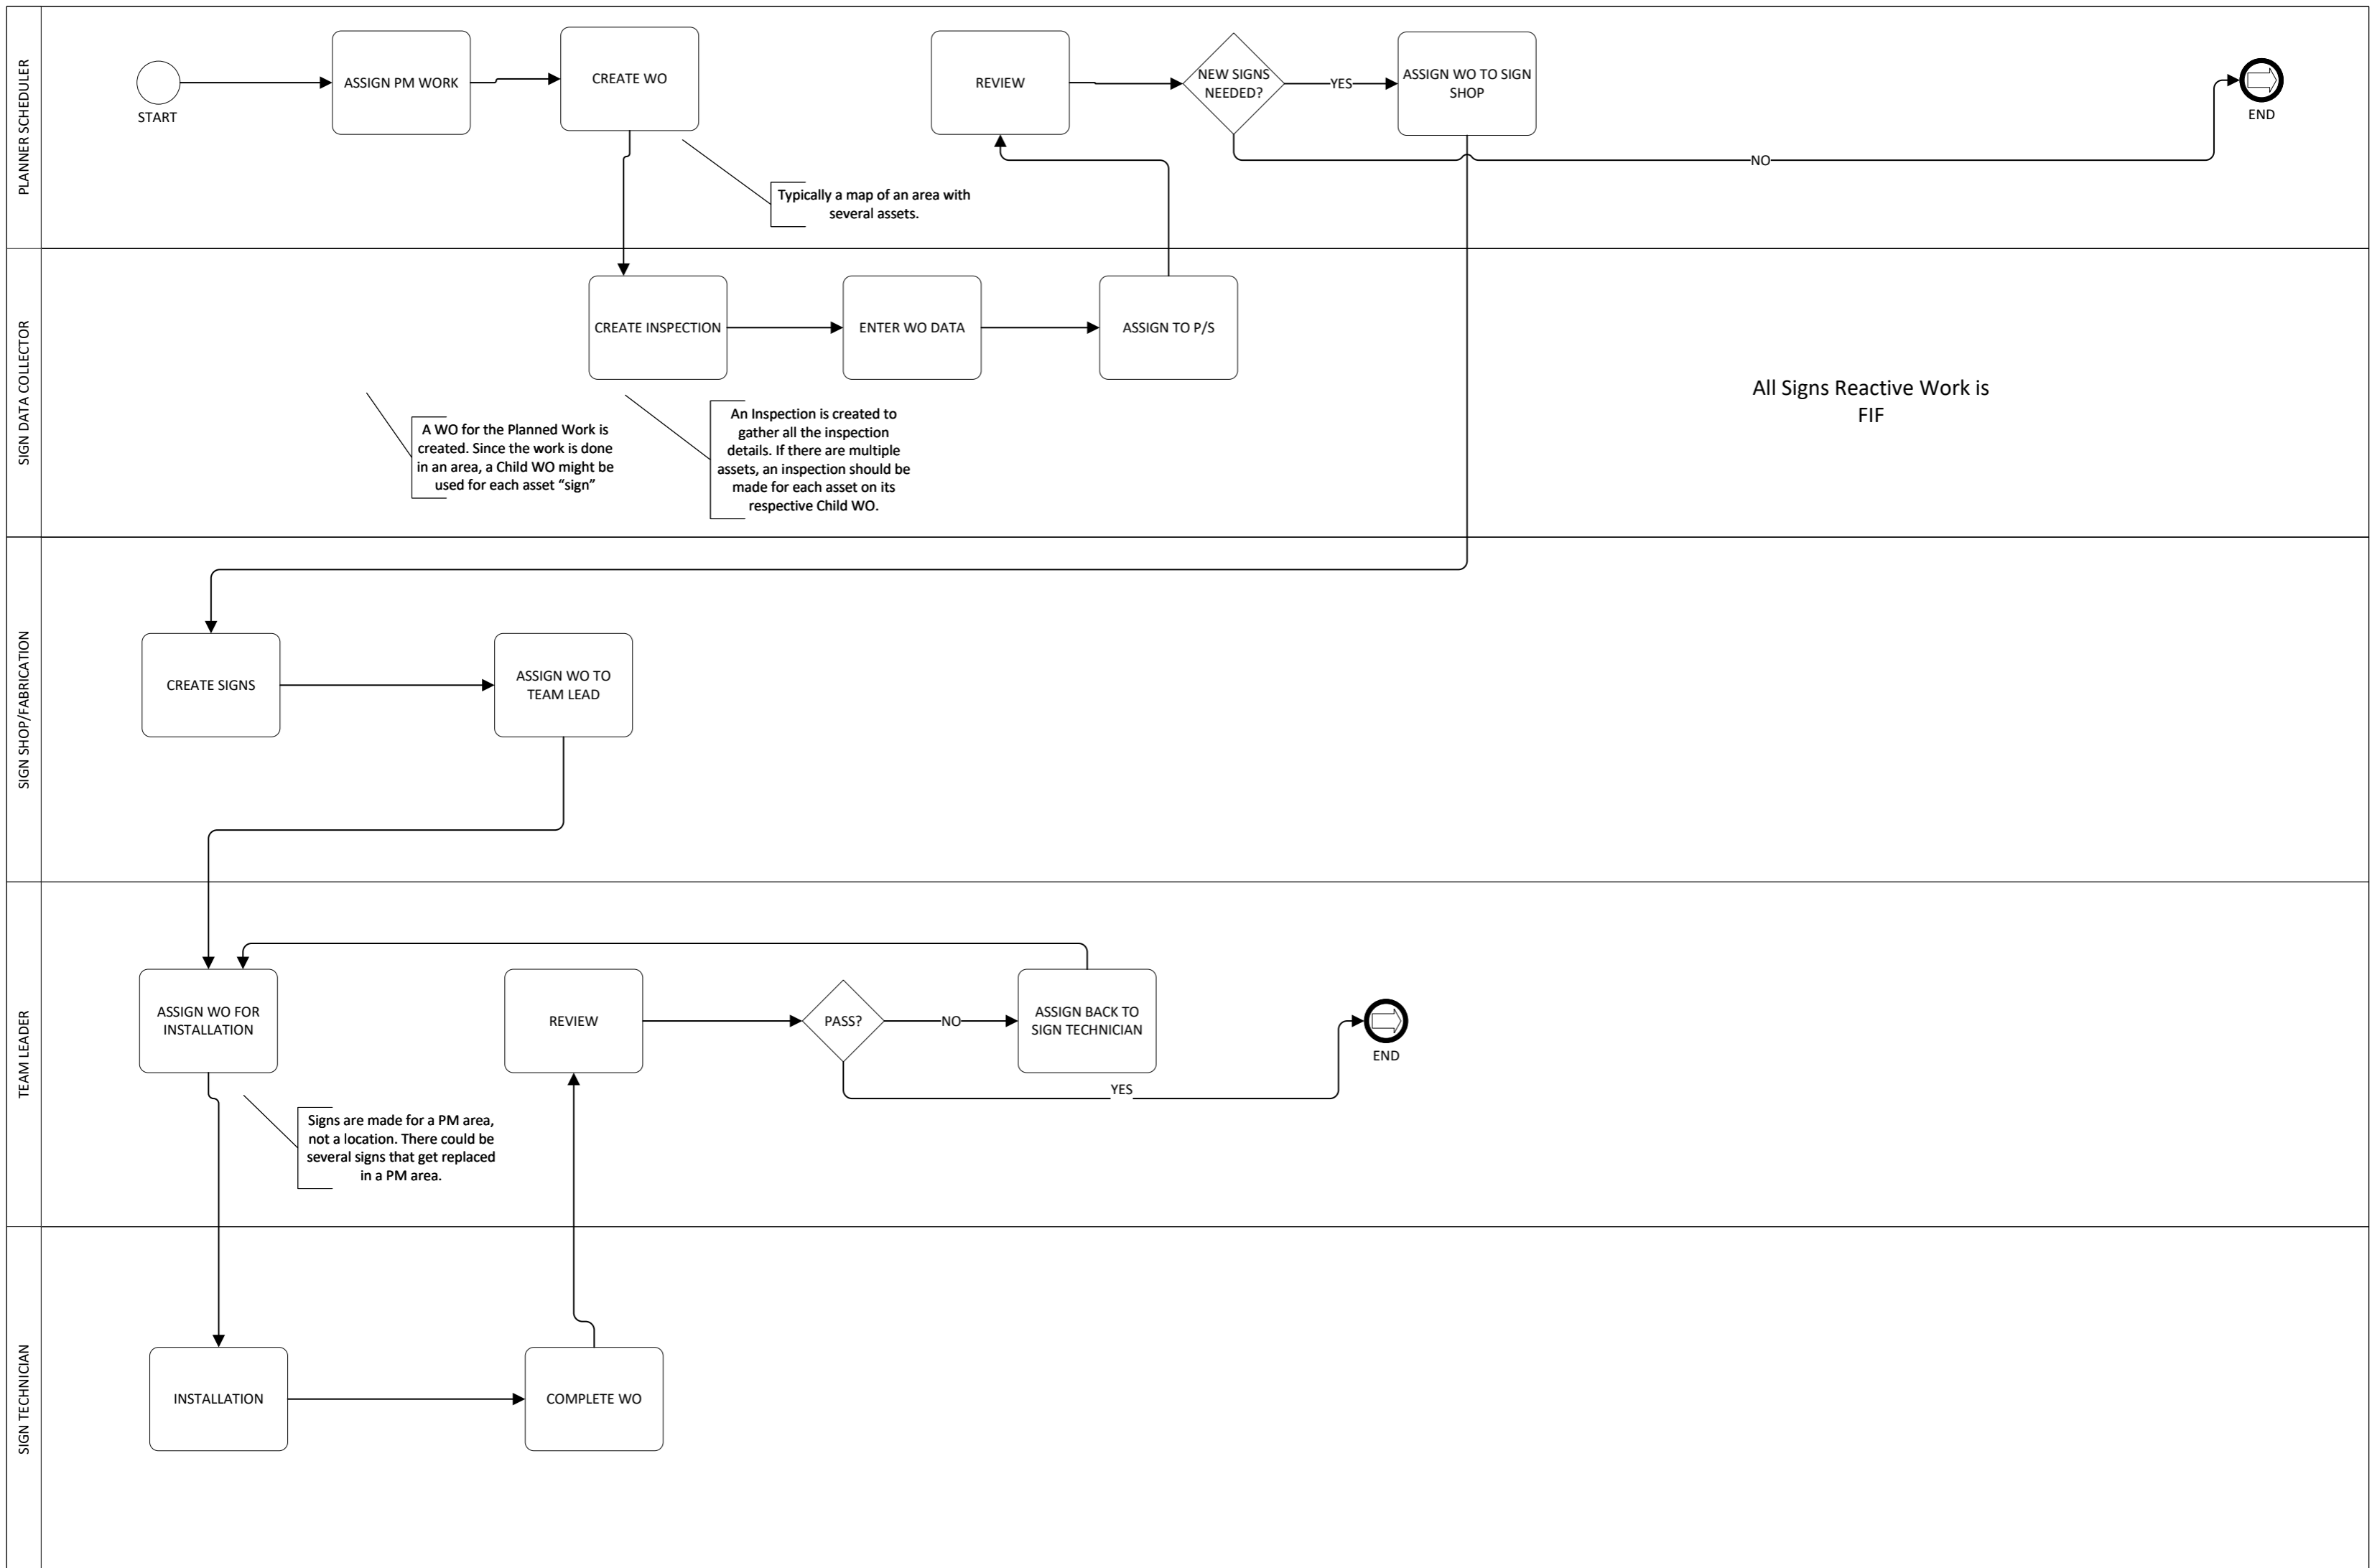 PLANNER SCHEDULER
START
ASSIGN PM WORK
CREATE WO
Typically a map of an area with
several assets.
REVIEW
NEW SIGNS
NEEDED?
YES
ASSIGN WO TO SIGN
SHOP
NO
END
SIGN DATA COLLECTOR
CREATE INSPECTION
ENTER WO DATA
ASSIGN TO P/S
A WO for the Planned Work is
created. Since the work is done
in an area, a Child WO might be
used for each asset “sign”
An Inspection is created to
gather all the inspection
details. If there are multiple
assets, an inspection should be
made for each asset on its
respective Child WO.
All Signs Reactive Work is
FIF
SIGN SHOP/FABRICATION
CREATE SIGNS
ASSIGN WO TO
TEAM LEAD
TEAM LEADER
ASSIGN WO FOR
INSTALLATION
Signs are made for a PM area,
not a location. There could be
several signs that get replaced
in a PM area.
REVIEW
PASS?
NO
ASSIGN BACK TO
SIGN TECHNICIAN
YES
END
SIGN TECHNICIAN
INSTALLATION
COMPLETE WO